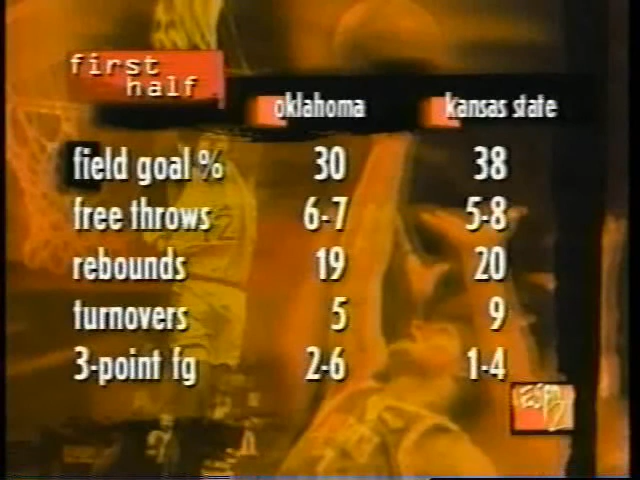 first
half
oklahoma kansas state
field goal % 30 38
free throws 6-7 5-8
rebounds 19 20
turnovers 5 9
3-point fg 2-6 1-4
ESPN2